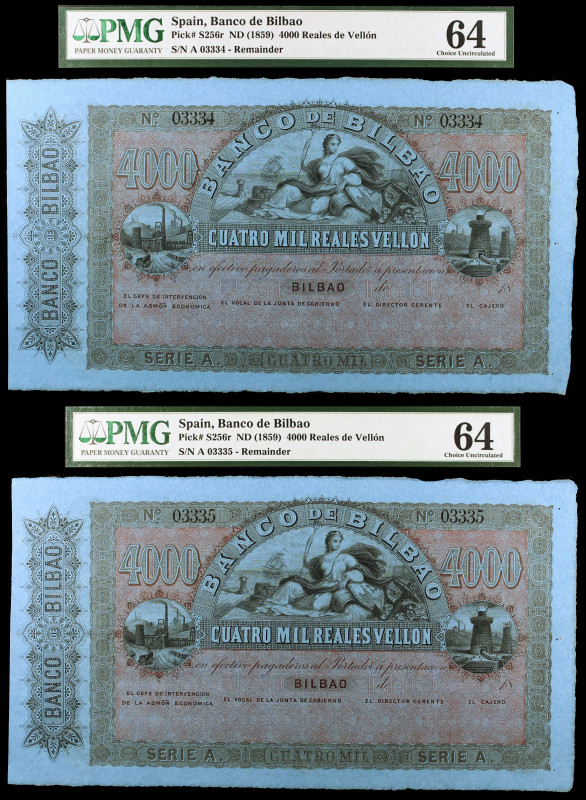 PMG
PAPER MONEY GUARANTY
Spain, Banco de Bilbao
Pick# S256r ND (1859) 4000 Reales de Vellón
S/N A 03334 - Remainder
64
Choice Uncirculated
BANCO DE BILBAO
Nº 03334
Nº 03334
BANCO DE BILBAO
4000
4000
CUATRO MIL REALES VELLON
en efectivo pagaderos al Portador a presentacion
BILBAO de 18
EL GEFE DE INTERVENCION
DE LA ADMON ECONOMICA
EL VOCAL DE LA JUNTA DE GOBIERNO
EL DIRECTOR GERENTE
EL CAJERO
SERIE A. CUATRO MIL SERIE A.
PMG
PAPER MONEY GUARANTY
Spain, Banco de Bilbao
Pick# S256r ND (1859) 4000 Reales de Vellón
S/N A 03335 - Remainder
64
Choice Uncirculated
BANCO DE BILBAO
Nº 03335
Nº 03335
BANCO DE BILBAO
4000
4000
CUATRO MIL REALES VELLON
en efectivo pagaderos al Portador a presentacion
BILBAO de 18
EL GEFE DE INTERVENCION
DE LA ADMON ECONOMICA
EL VOCAL DE LA JUNTA DE GOBIERNO
EL DIRECTOR GERENTE
EL CAJERO
SERIE A. CUATRO MIL SERIE A.